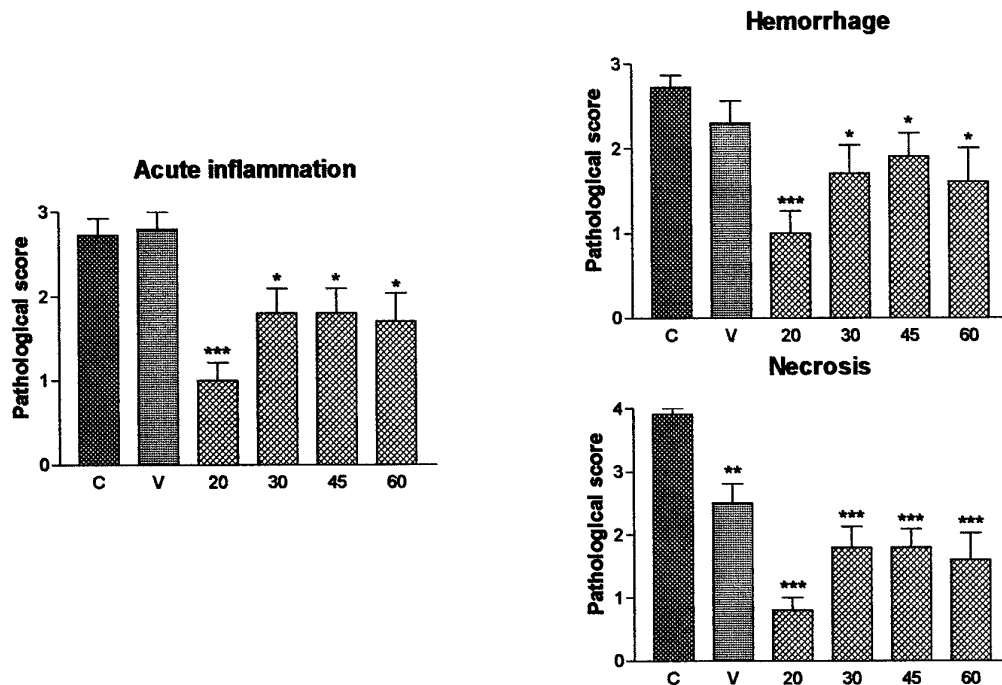 Acute inflammation
Pathological score
3
2
1
0
***
*
*
*
C V 20 30 45 60
Hemorrhage
Pathological score
3
2
1
0
***
*
*
*
C V 20 30 45 60
Necrosis
Pathological score
4
3
2
1
0
**
***
***
***
***
C V 20 30 45 60